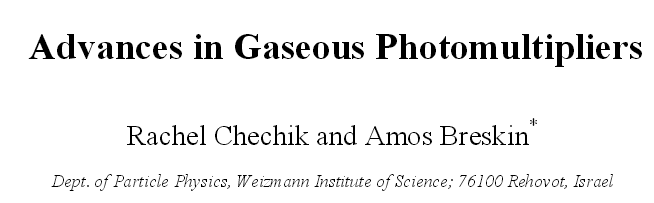 Advances in Gaseous Photomultipliers
Rachel Chechik and Amos Breskin*
Dept. of Particle Physics, Weizmann Institute of Science; 76100 Rehovot, Israel